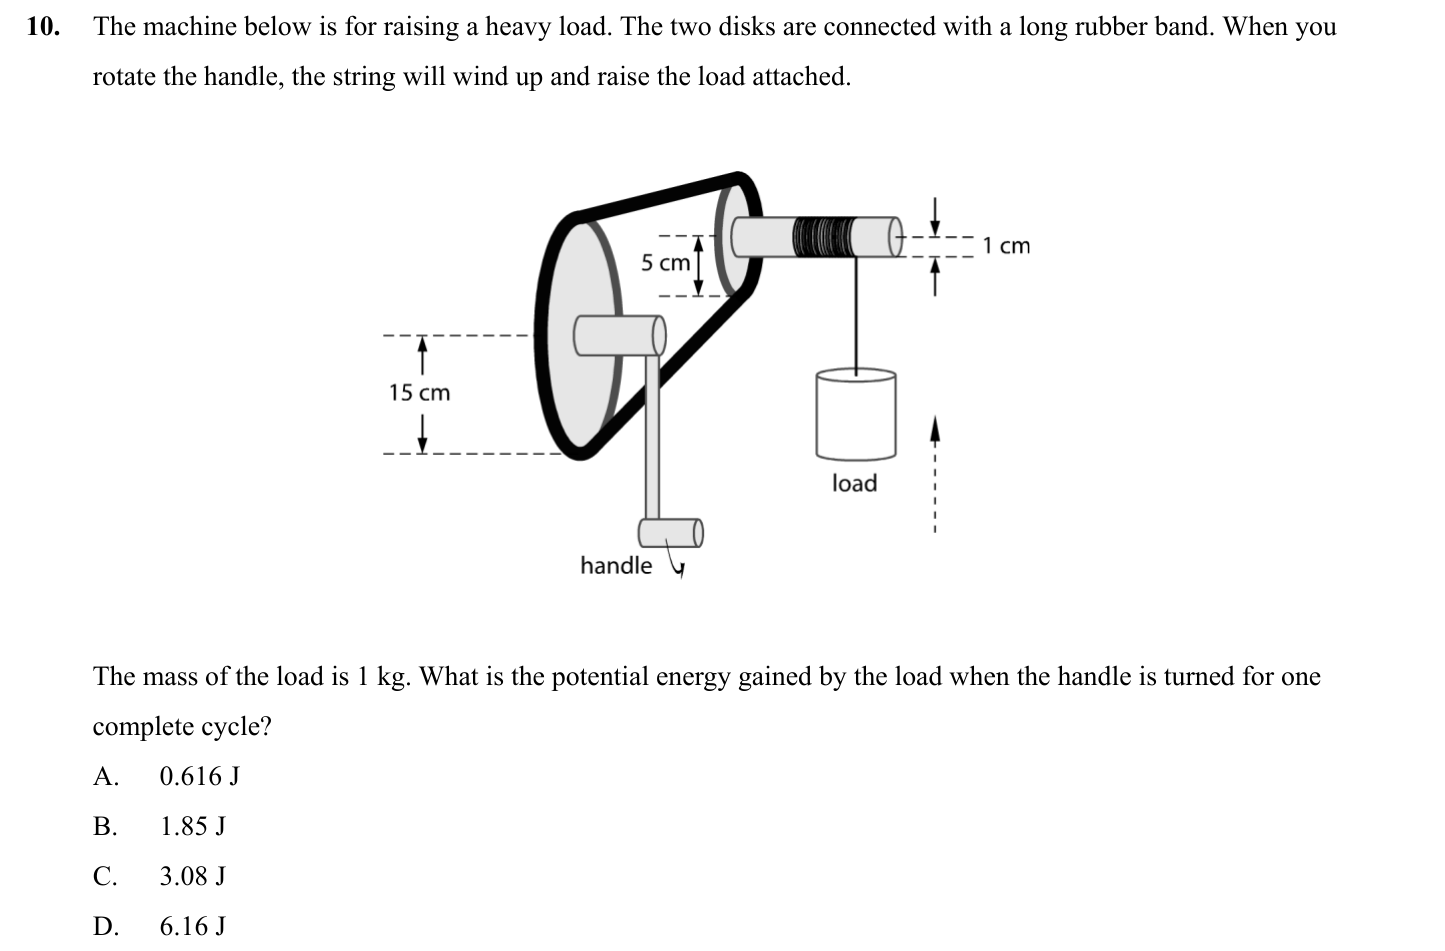 10. The machine below is for raising a heavy load. The two disks are connected with a long rubber band. When you
rotate the handle, the string will wind up and raise the load attached.
5 cm
1 cm
15 cm
load
handle
The mass of the load is 1 kg. What is the potential energy gained by the load when the handle is turned for one
complete cycle?
A. 0.616 J
B. 1.85 J
C. 3.08 J
D. 6.16 J